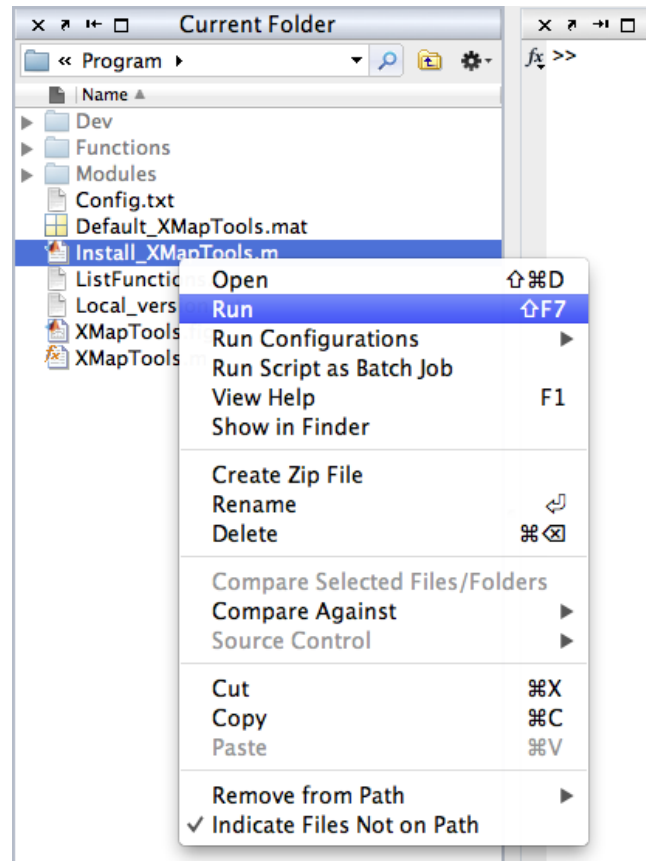 Current Folder
« Program
Name
Dev
Functions
Modules
Config.txt
Default_XMapTools.mat
Install_XMapTools.m
ListFunctio
Local_vers
XMapTools
XMapTools
fx >>
Open ⇧⌘D
Run ⇧F7
Run Configurations
Run Script as Batch Job
View Help F1
Show in Finder
Create Zip File
Rename ⏎
Delete ⌘⌫
Compare Selected Files/Folders
Compare Against
Source Control
Cut ⌘X
Copy ⌘C
Paste ⌘V
Remove from Path
✓ Indicate Files Not on Path